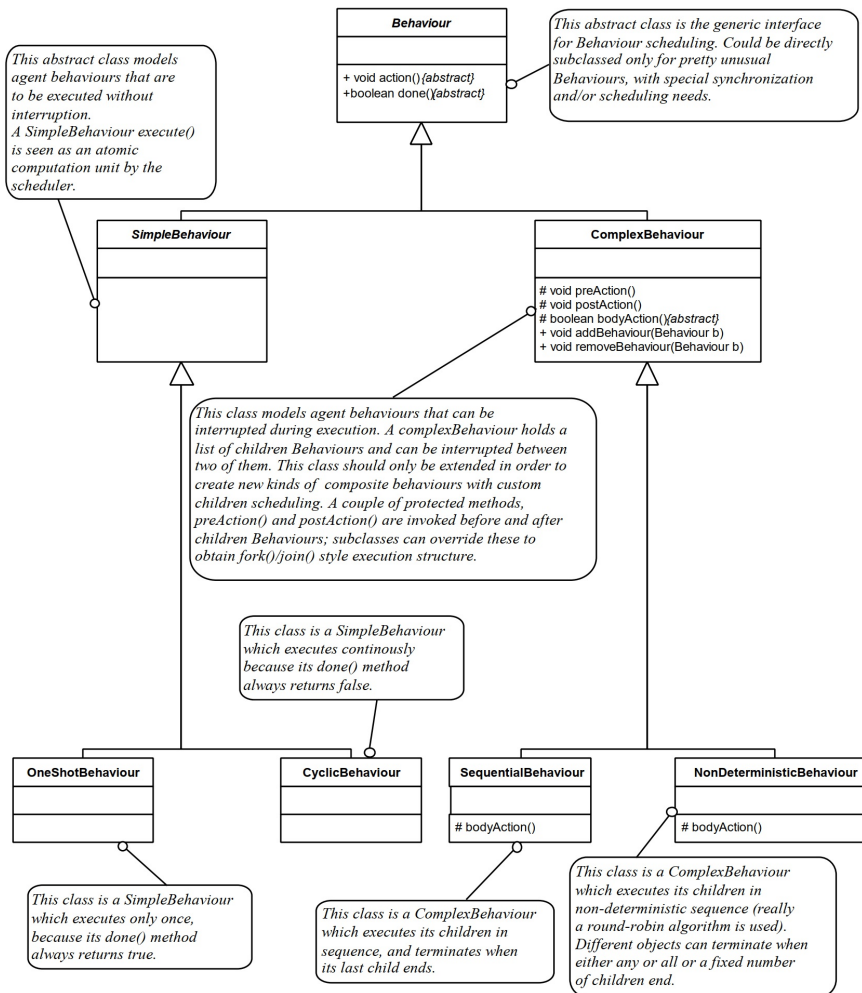 Behaviour
+ void action(){abstract}
+boolean done(){abstract}
This abstract class is the generic interface
for Behaviour scheduling. Could be directly
subclassed only for pretty unusual
Behaviours, with special synchronization
and/or scheduling needs.
This abstract class models
agent behaviours that are
to be executed without
interruption.
A SimpleBehaviour execute()
is seen as an atomic
computation unit by the
scheduler.
SimpleBehaviour
ComplexBehaviour
# void preAction()
# void postAction()
# boolean bodyAction(){abstract}
+ void addBehaviour(Behaviour b)
+ void removeBehaviour(Behaviour b)
This class models agent behaviours that can be
interrupted during execution. A complexBehaviour holds a
list of children Behaviours and can be interrupted between
two of them. This class should only be extended in order to
create new kinds of composite behaviours with custom
children scheduling. A couple of protected methods,
preAction() and postAction() are invoked before and after
children Behaviours; subclasses can override these to
obtain fork()/join() style execution structure.
This class is a SimpleBehaviour
which executes continously
because its done() method
always returns false.
OneShotBehaviour
CyclicBehaviour
SequentialBehaviour
# bodyAction()
NonDeterministicBehaviour
# bodyAction()
This class is a SimpleBehaviour
which executes only once,
because its done() method
always returns true.
This class is a ComplexBehaviour
which executes its children in
sequence, and terminates when
its last child ends.
This class is a ComplexBehaviour
which executes its children in
non-deterministic sequence (really
a round-robin algorithm is used).
Different objects can terminate when
either any or all or a fixed number
of children end.